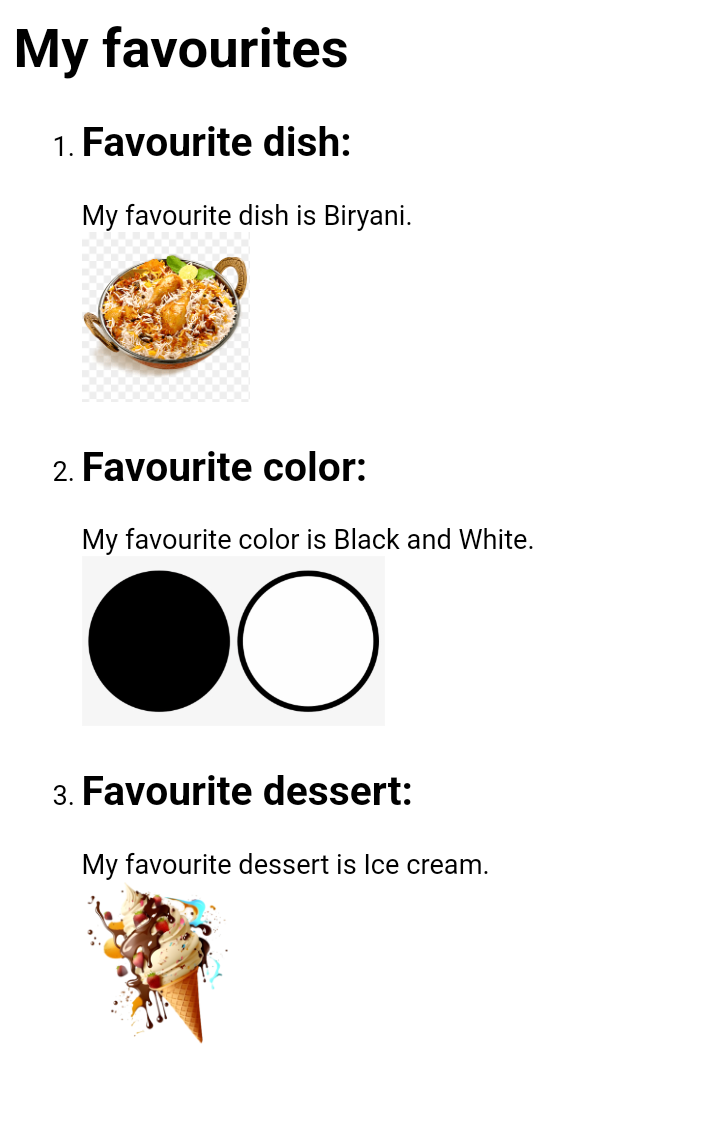 My favourites
1. Favourite dish:
My favourite dish is Biryani.
2. Favourite color:
My favourite color is Black and White.
3. Favourite dessert:
My favourite dessert is Ice cream.